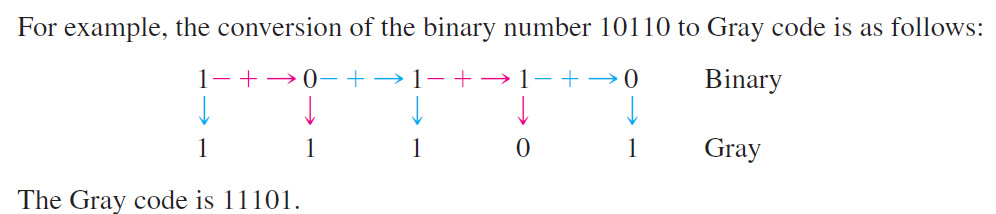 For example, the conversion of the binary number 10110 to Gray code is as follows:
1 – + → 0 – + → 1 – + → 1 – + → 0 Binary
↓ ↓ ↓ ↓ ↓
1 1 1 0 1 Gray
The Gray code is 11101.